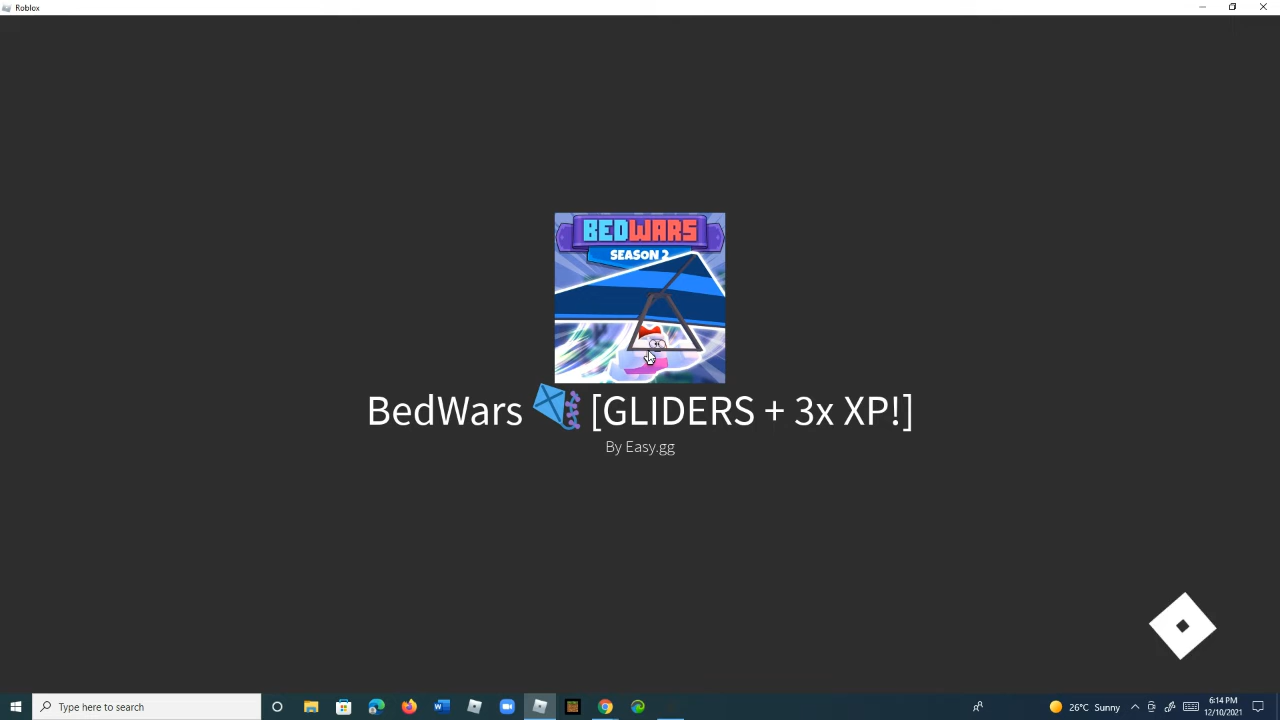 Roblox
BEDWARS
SEASON 2
BedWars 🪁 [GLIDERS + 3x XP!]
By Easy.gg
Type here to search
26°C Sunny
6:14 PM
12/10/2021